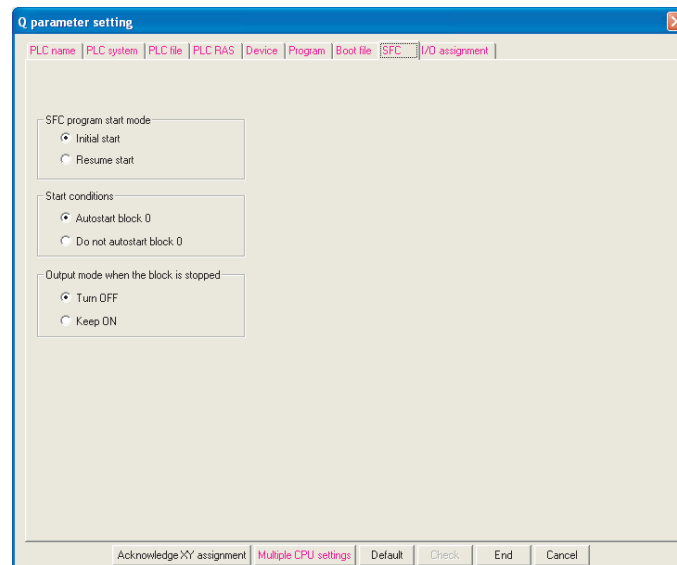 Q parameter setting
PLC name PLC system PLC file PLC RAS Device Program Boot file SFC I/O assignment
SFC program start mode
Initial start
Resume start
Start conditions
Autostart block 0
Do not autostart block 0
Output mode when the block is stopped
Turn OFF
Keep ON
Acknowledge XY assignment Multiple CPU settings Default Check End Cancel